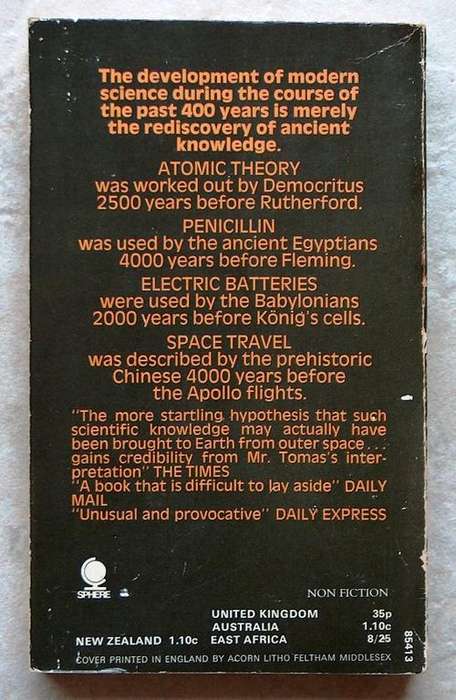 The development of modern
science during the course of
the past 400 years is merely
the rediscovery of ancient
knowledge.
ATOMIC THEORY
was worked out by Democritus
2500 years before Rutherford.
PENICILLIN
was used by the ancient Egyptians
4000 years before Fleming.
ELECTRIC BATTERIES
were used by the Babylonians
2000 years before König's cells.
SPACE TRAVEL
was described by the prehistoric
Chinese 4000 years before
the Apollo flights.
"The more startling hypothesis that such
scientific knowledge may actually have
been brought to Earth from outer space...
gains credibility from Mr. Tomas's inter-
pretation" THE TIMES
"A book that is difficult to lay aside" DAILY
MAIL
"Unusual and provocative" DAILY EXPRESS
SPHERE
NON FICTION
UNITED KINGDOM 35p
AUSTRALIA 1.10c
NEW ZEALAND 1.10c EAST AFRICA 8/25
COVER PRINTED IN ENGLAND BY ACORN LITHO FELTHAM MIDDLESEX
85413